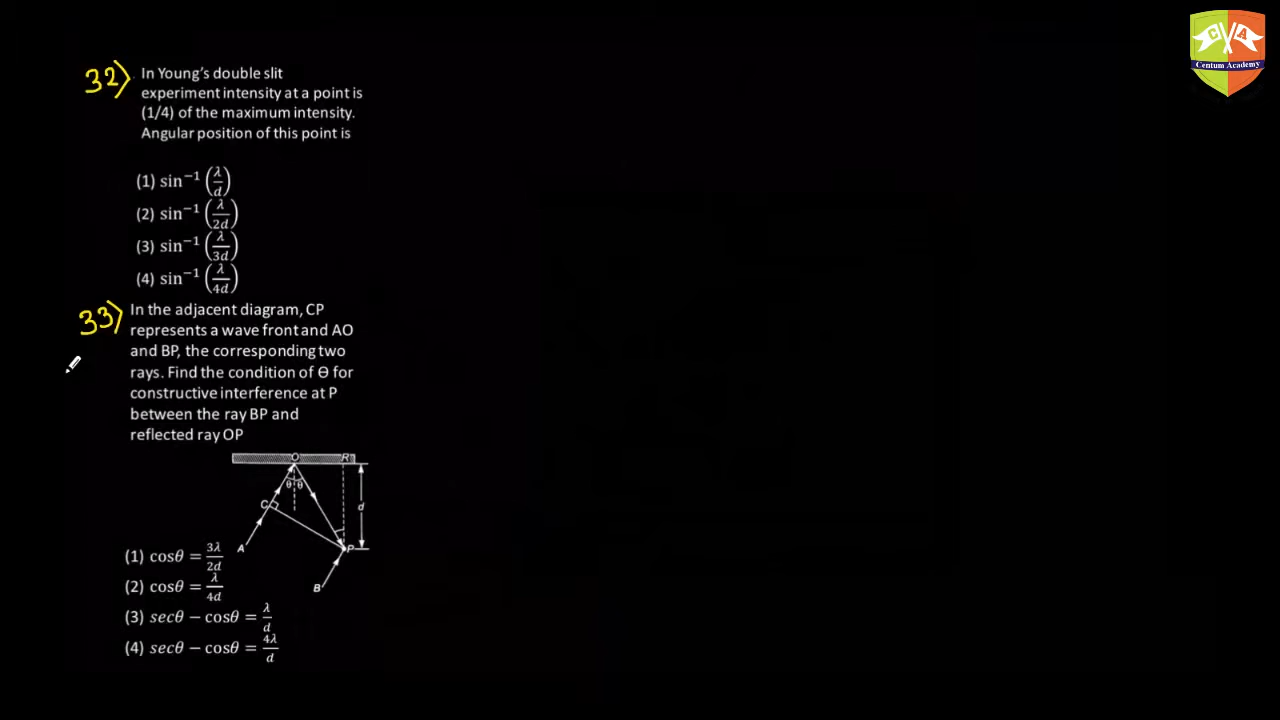 C A
Centum Academy
32)
In Young's double slit
experiment intensity at a point is
(1/4) of the maximum intensity.
Angular position of this point is
(1) sin⁻¹ (λ/d)
(2) sin⁻¹ (λ/2d)
(3) sin⁻¹ (λ/3d)
(4) sin⁻¹ (λ/4d)
33)
In the adjacent diagram, CP
represents a wave front and AO
and BP, the corresponding two
rays. Find the condition of Ө for
constructive interference at P
between the ray BP and
reflected ray OP
O R
θ θ
d
C
A
P
B
(1) cosθ = 3λ/2d
(2) cosθ = λ/4d
(3) secθ − cosθ = λ/d
(4) secθ − cosθ = 4λ/d